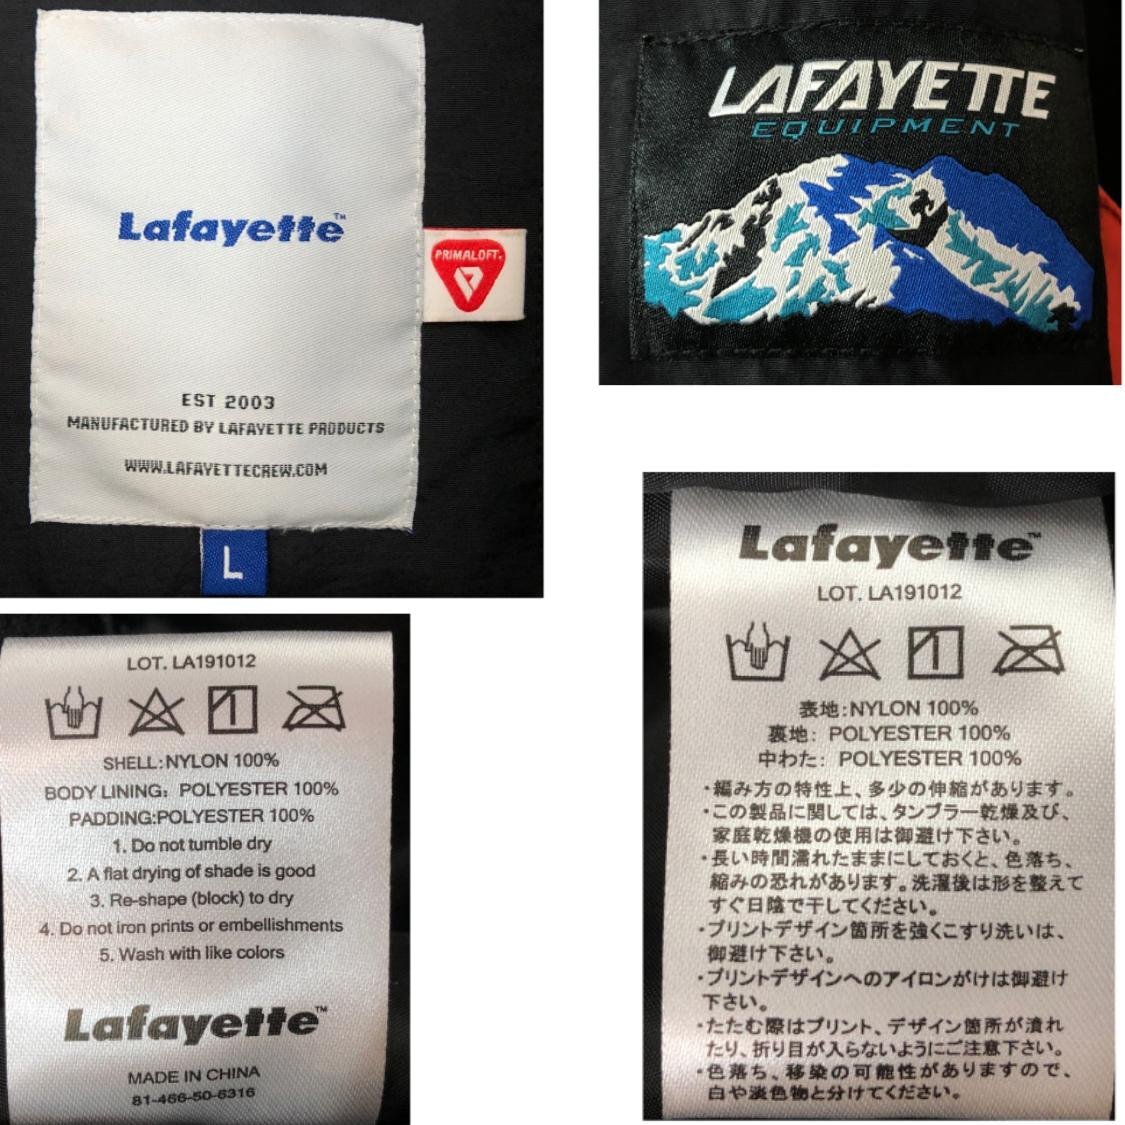 Lafayette™
PRIMALOFT®
EST 2003
MANUFACTURED BY LAFAYETTE PRODUCTS
WWW.LAFAYETTECREW.COM
L
LAFAYETTE
EQUIPMENT
LOT. LA191012
SHELL:NYLON 100%
BODY LINING: POLYESTER 100%
PADDING:POLYESTER 100%
1. Do not tumble dry
2. A flat drying of shade is good
3. Re-shape (block) to dry
4. Do not iron prints or embellishments
5. Wash with like colors
Lafayette™
MADE IN CHINA
81-466-50-6316
Lafayette™
LOT. LA191012
表地:NYLON 100%
裏地: POLYESTER 100%
中わた: POLYESTER 100%
・編み方の特性上、多少の伸縮があります。
・この製品に関しては、タンブラー乾燥及び、
家庭乾燥機の使用は御避け下さい。
・長い時間濡れたままにしておくと、色落ち、
縮みの恐れがあります。洗濯後は形を整えて
すぐ日陰で干してください。
・プリントデザイン箇所を強くこすり洗いは、
御避け下さい。
・プリントデザインへのアイロンがけは御避け
下さい。
・たたむ際はプリント、デザイン箇所が潰れ
たり、折り目が入らないようにご注意下さい。
・色落ち、移染の可能性がありますので、
白や淡色物と分けてください。